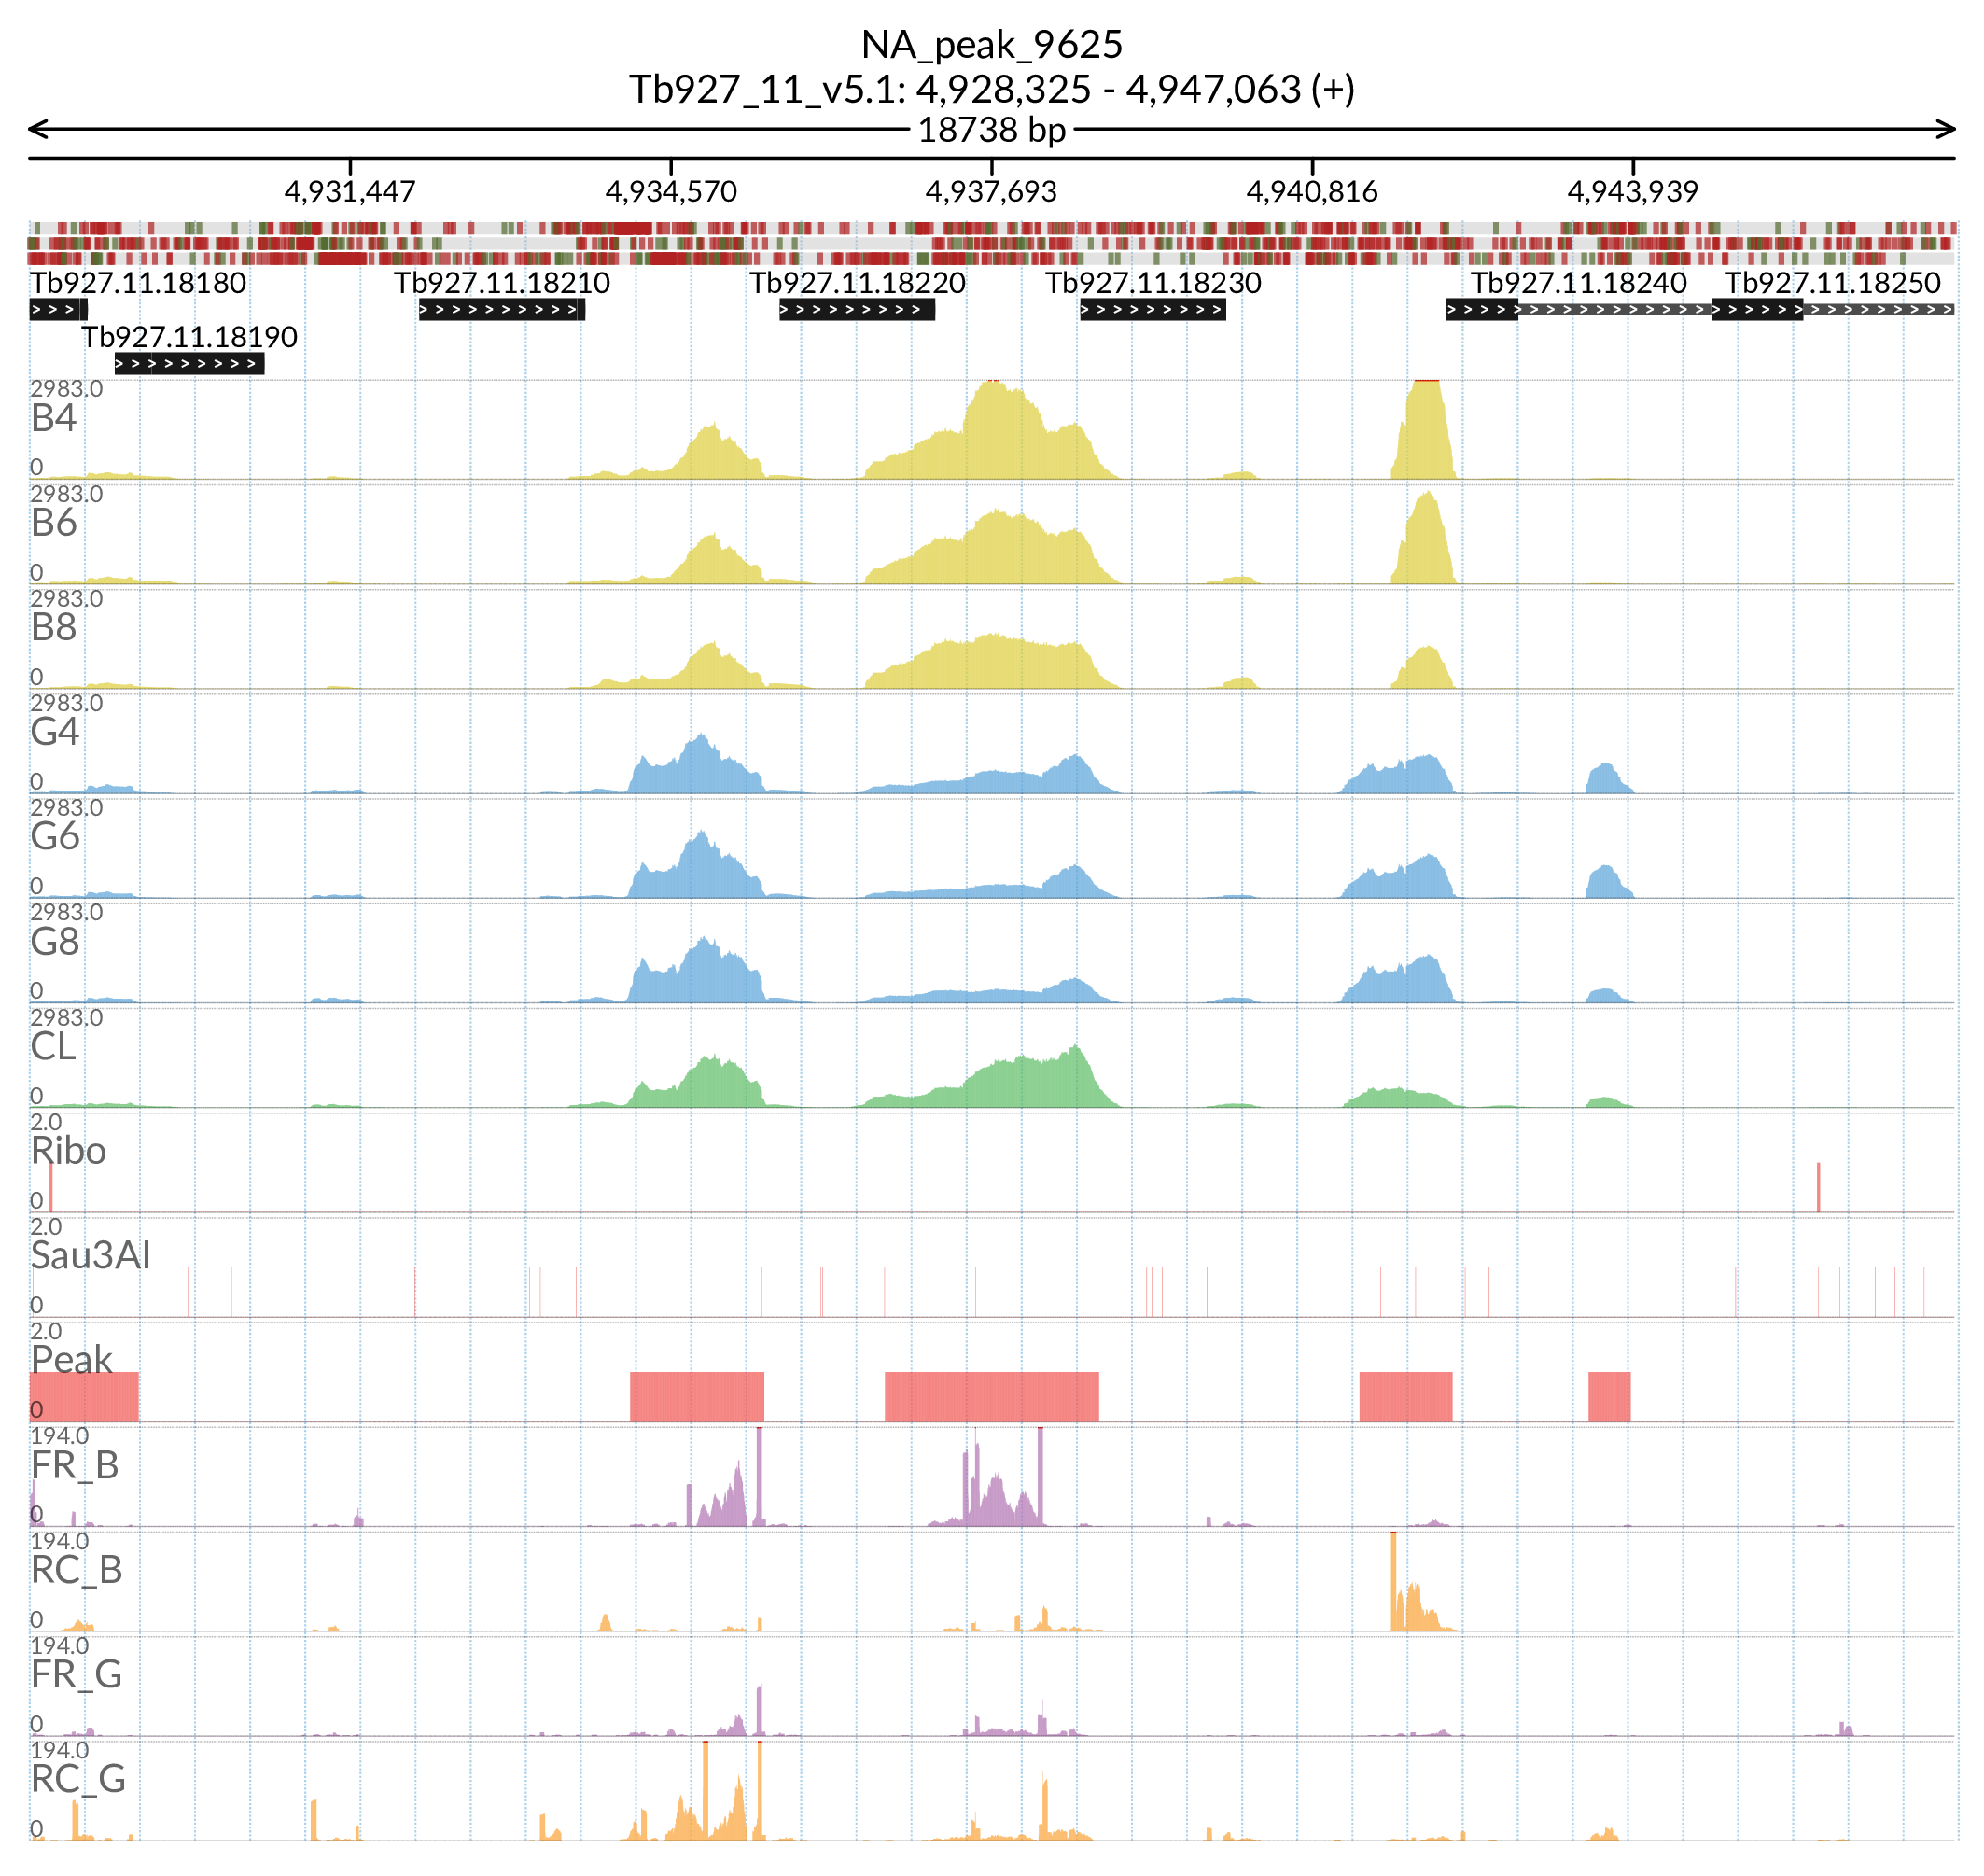 NA_peak_9625
Tb927_11_v5.1: 4,928,325 - 4,947,063 (+)
18738 bp
4,931,447 4,934,570 4,937,693 4,940,816 4,943,939
Tb927.11.18180 Tb927.11.18210 Tb927.11.18220 Tb927.11.18230 Tb927.11.18240 Tb927.11.18250
Tb927.11.18190
2983.0
B4
0
2983.0
B6
0
2983.0
B8
0
2983.0
G4
0
2983.0
G6
0
2983.0
G8
0
2983.0
CL
0
2.0
Ribo
0
2.0
Sau3AI
0
2.0
Peak
0
194.0
FR_B
0
194.0
RC_B
0
194.0
FR_G
0
194.0
RC_G
0